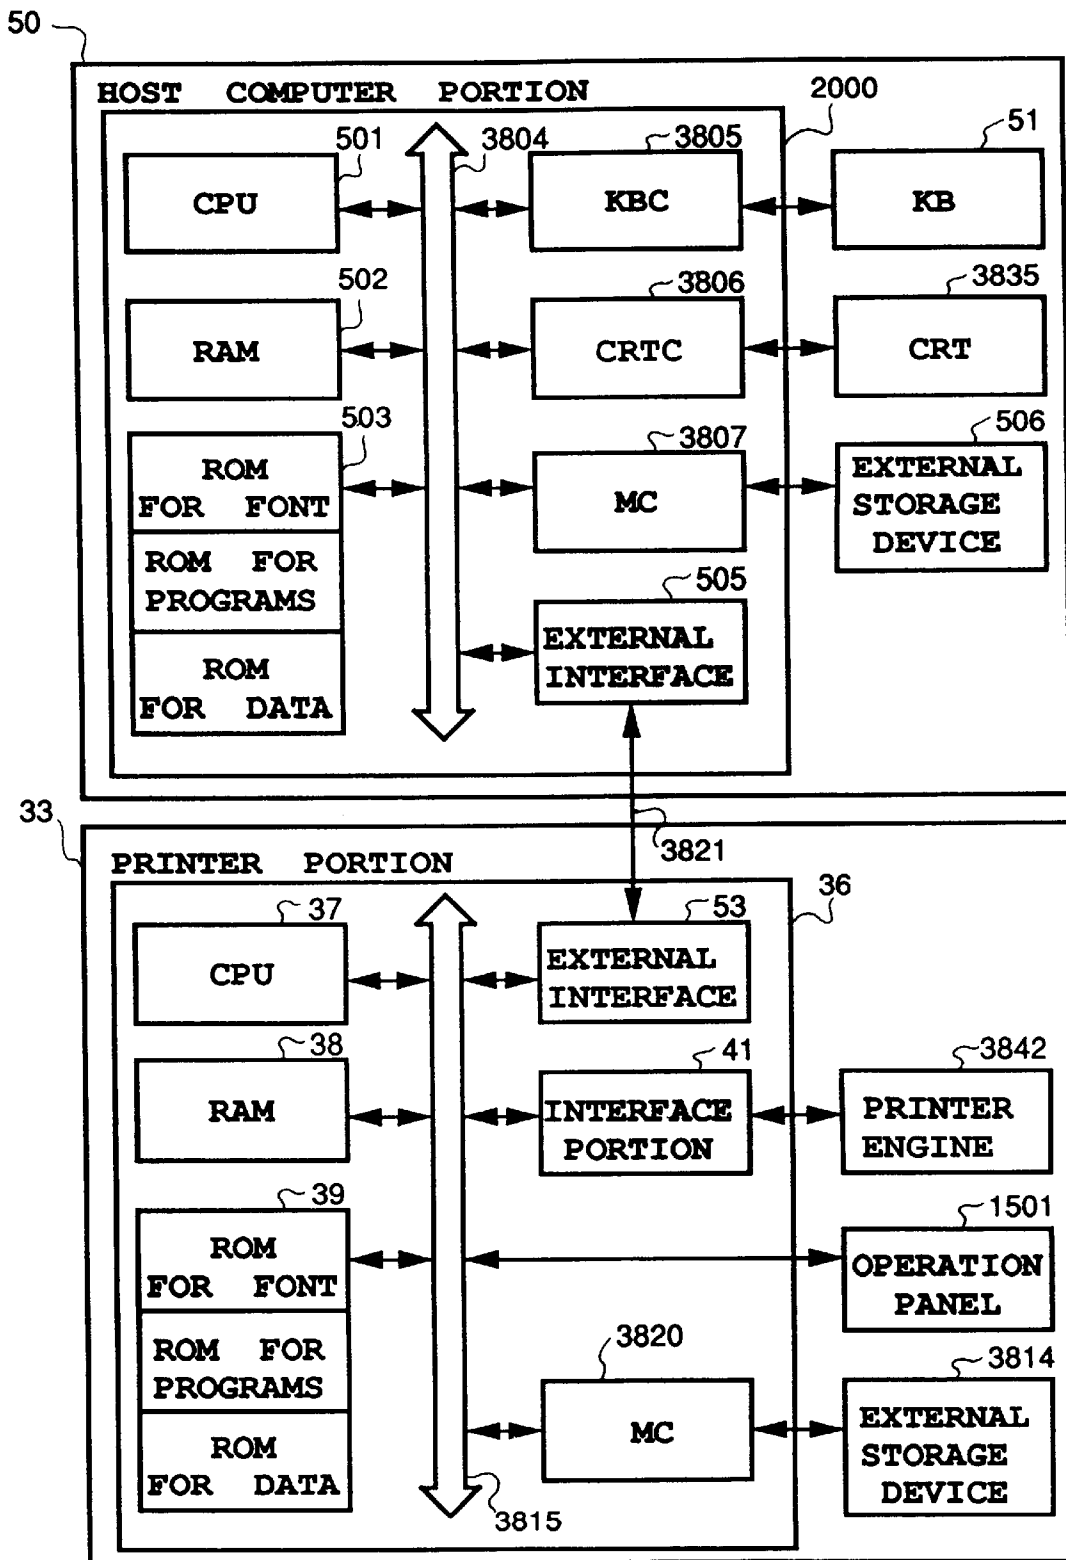 50
HOST COMPUTER PORTION
2000
501
3804
3805
51
CPU
KBC
KB
502
3806
3835
RAM
CRTC
CRT
503
3807
506
ROM
FOR FONT
MC
EXTERNAL
STORAGE
DEVICE
ROM FOR
PROGRAMS
505
ROM
FOR DATA
EXTERNAL
INTERFACE
33
3821
PRINTER PORTION
36
37
53
CPU
EXTERNAL
INTERFACE
38
41
3842
RAM
INTERFACE
PORTION
PRINTER
ENGINE
39
1501
ROM
FOR FONT
OPERATION
PANEL
ROM FOR
PROGRAMS
3820
3814
ROM
FOR DATA
MC
EXTERNAL
STORAGE
DEVICE
3815